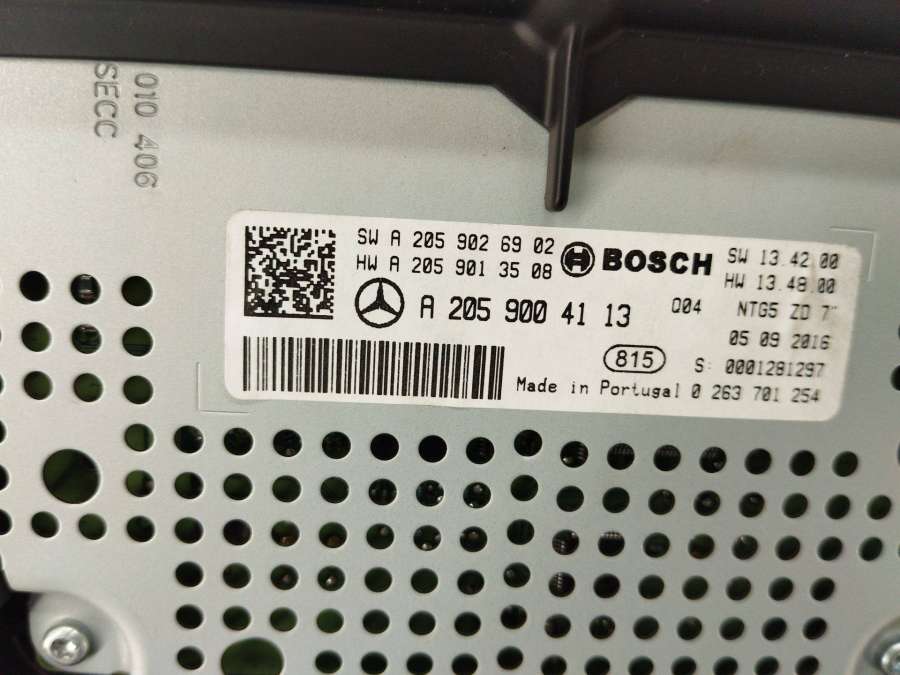 010 406
SECC
SW A 205 902 69 02
HW A 205 901 35 08
BOSCH
SW 13.42.00
HW 13.48.00
A 205 900 41 13
Q04
NTG5 ZD 7"
05 09 2016
815
S: 0001281297
Made in Portugal 0 263 701 254